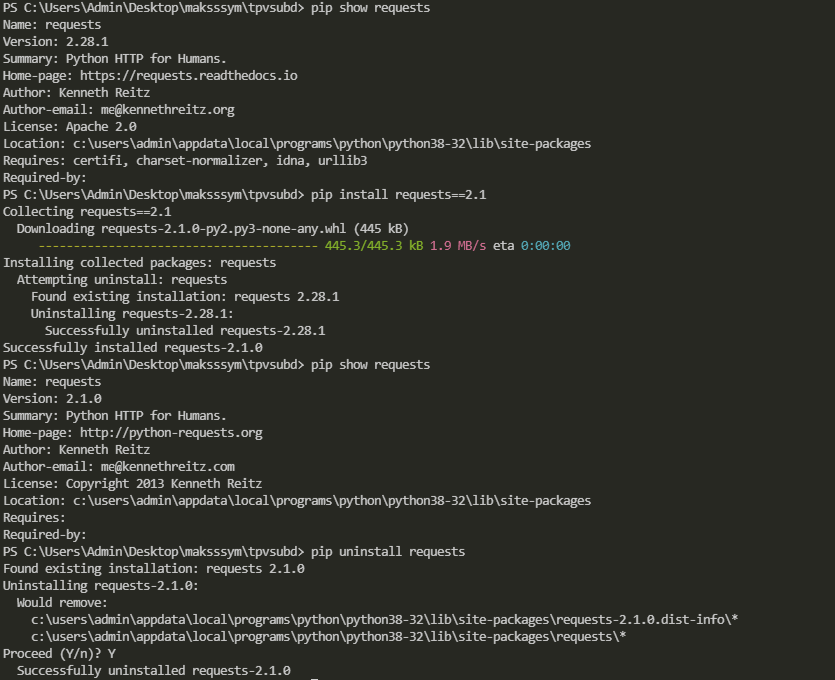 PS C:\Users\Admin\Desktop\maksssym\tpvsubd> pip show requests
Name: requests
Version: 2.28.1
Summary: Python HTTP for Humans.
Home-page: https://requests.readthedocs.io
Author: Kenneth Reitz
Author-email: me@kennethreitz.org
License: Apache 2.0
Location: c:\users\admin\appdata\local\programs\python\python38-32\lib\site-packages
Requires: certifi, charset-normalizer, idna, urllib3
Required-by:
PS C:\Users\Admin\Desktop\maksssym\tpvsubd> pip install requests==2.1
Collecting requests==2.1
  Downloading requests-2.1.0-py2.py3-none-any.whl (445 kB)
     ---------------------------------------- 445.3/445.3 kB 1.9 MB/s eta 0:00:00
Installing collected packages: requests
  Attempting uninstall: requests
    Found existing installation: requests 2.28.1
    Uninstalling requests-2.28.1:
      Successfully uninstalled requests-2.28.1
Successfully installed requests-2.1.0
PS C:\Users\Admin\Desktop\maksssym\tpvsubd> pip show requests
Name: requests
Version: 2.1.0
Summary: Python HTTP for Humans.
Home-page: http://python-requests.org
Author: Kenneth Reitz
Author-email: me@kennethreitz.com
License: Copyright 2013 Kenneth Reitz
Location: c:\users\admin\appdata\local\programs\python\python38-32\lib\site-packages
Requires:
Required-by:
PS C:\Users\Admin\Desktop\maksssym\tpvsubd> pip uninstall requests
Found existing installation: requests 2.1.0
Uninstalling requests-2.1.0:
  Would remove:
    c:\users\admin\appdata\local\programs\python\python38-32\lib\site-packages\requests-2.1.0.dist-info\*
    c:\users\admin\appdata\local\programs\python\python38-32\lib\site-packages\requests\*
Proceed (Y/n)? Y
  Successfully uninstalled requests-2.1.0